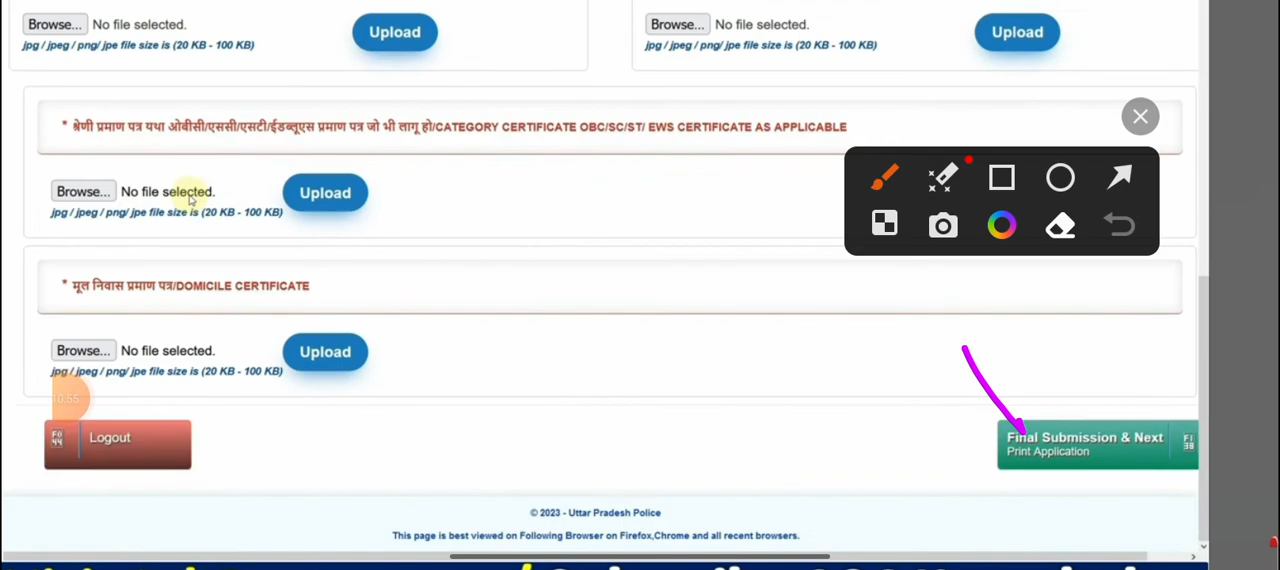 Browse... No file selected. Upload
jpg / jpeg / png/ jpe file size is (20 KB - 100 KB)
Browse... No file selected. Upload
jpg / jpeg / png/ jpe file size is (20 KB - 100 KB)
* श्रेणी प्रमाण पत्र यथा ओबीसी/एससी/एसटी/ईडब्लूएस प्रमाण पत्र जो भी लागू हो/CATEGORY CERTIFICATE OBC/SC/ST/ EWS CERTIFICATE AS APPLICABLE
Browse... No file selected. Upload
jpg / jpeg / png/ jpe file size is (20 KB - 100 KB)
* मूल निवास प्रमाण पत्र/DOMICILE CERTIFICATE
Browse... No file selected. Upload
jpg / jpeg / png/ jpe file size is (20 KB - 100 KB)
10:55
Logout
Final Submission & Next
Print Application
© 2023 - Uttar Pradesh Police
This page is best viewed on Following Browser on Firefox,Chrome and all recent browsers.